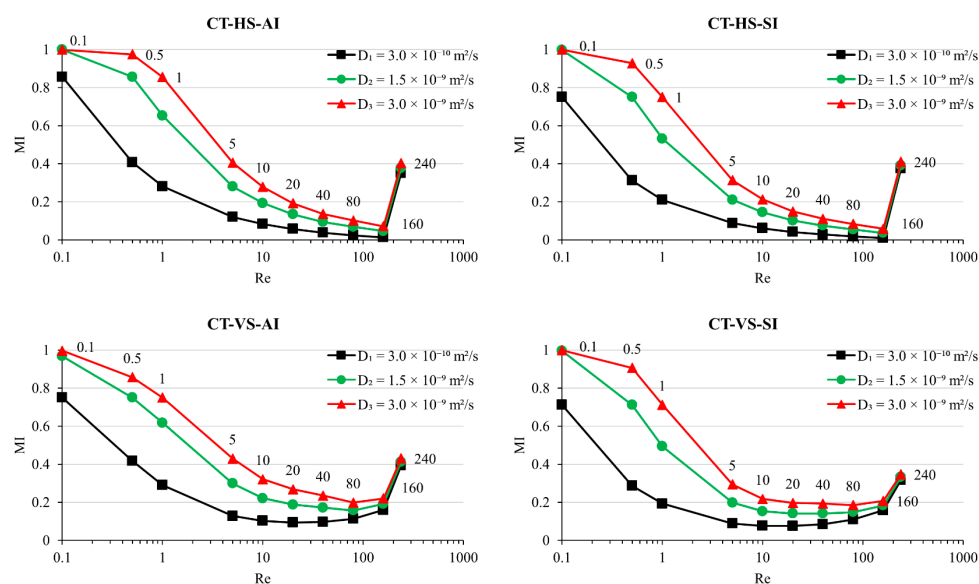 CT-HS-AI
D₁ = 3.0 × 10⁻¹⁰ m²/s
D₂ = 1.5 × 10⁻⁹ m²/s
D₃ = 3.0 × 10⁻⁹ m²/s
MI
1
0.8
0.6
0.4
0.2
0
0.1
0.5
1
5
10
20
40
80
160
240
0.1 1 10 100 1000
Re
CT-HS-SI
D₁ = 3.0 × 10⁻¹⁰ m²/s
D₂ = 1.5 × 10⁻⁹ m²/s
D₃ = 3.0 × 10⁻⁹ m²/s
MI
1
0.8
0.6
0.4
0.2
0
0.1
0.5
1
5
10
20
40
80
160
240
0.1 1 10 100 1000
Re
CT-VS-AI
D₁ = 3.0 × 10⁻¹⁰ m²/s
D₂ = 1.5 × 10⁻⁹ m²/s
D₃ = 3.0 × 10⁻⁹ m²/s
MI
1
0.8
0.6
0.4
0.2
0
0.1
0.5
1
5
10
20
40
80
160
240
0.1 1 10 100 1000
Re
CT-VS-SI
D₁ = 3.0 × 10⁻¹⁰ m²/s
D₂ = 1.5 × 10⁻⁹ m²/s
D₃ = 3.0 × 10⁻⁹ m²/s
MI
1
0.8
0.6
0.4
0.2
0
0.1
0.5
1
5
10
20
40
80
160
240
0.1 1 10 100 1000
Re